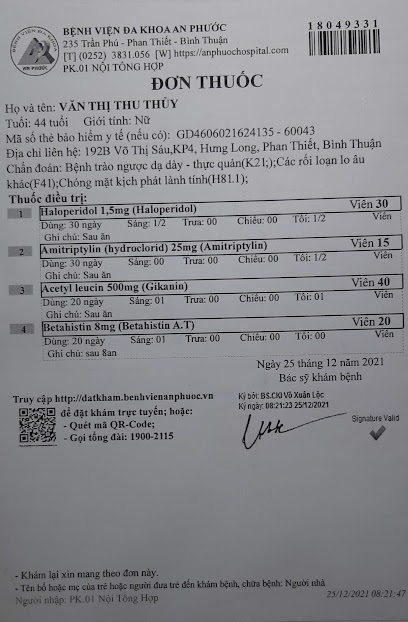 BỆNH VIỆN ĐA KHOA AN PHƯỚC
235 Trần Phú - Phan Thiết - Bình Thuận
[T] (0252) 3831.056 [W] https://anphuochospital.com
PK.01 NỘI TỔNG HỢP
18049331
BỆNH VIỆN ĐA KHOA
AN PHƯỚC
ĐƠN THUỐC
Họ và tên: VĂN THỊ THU THỦY
Tuổi: 44 tuổi Giới tính: Nữ
Mã số thẻ bảo hiểm y tế (nếu có): GD4606021624135 - 60043
Địa chỉ liên hệ: 192B Võ Thị Sáu,KP4, Hưng Long, Phan Thiết, Bình Thuận
Chẩn đoán: Bệnh trào ngược dạ dày - thực quản(K21;);Các rối loạn lo âu
khác(F41);Chóng mặt kịch phát lành tính(H81.1);
Thuốc điều trị:
1 Haloperidol 1,5mg (Haloperidol) Viên 30
Dùng: 30 ngày Sáng: 1/2 Trưa: 00 Chiều: 00 Tối: 1/2 Viên
Ghi chú: Sau ăn
2 Amitriptylin (hydroclorid) 25mg (Amitriptylin) Viên 15
Dùng: 30 ngày Sáng: 00 Trưa: 00 Chiều: 00 Tối: 1/2 Viên
Ghi chú: Sau ăn
3 Acetyl leucin 500mg (Gikanin) Viên 40
Dùng: 20 ngày Sáng: 01 Trưa: 00 Chiều: 00 Tối: 01 Viên
Ghi chú: Sau ăn
4 Betahistin 8mg (Betahistin A.T) Viên 20
Dùng: 20 ngày Sáng: 01 Trưa: 00 Chiều: 00 Tối: 00 Viên
Ghi chú: sau 8an
Ngày 25 tháng 12 năm 2021
Bác sỹ khám bệnh
Truy cập http://datkham.benhvienanphuoc.vn
để đặt khám trực tuyến; hoặc:
- Quét mã QR-Code;
- Gọi tổng đài: 1900-2115
Ký bởi: BS.CKI Võ Xuân Lộc
Ký ngày: 08:21:23 25/12/2021
Signature Valid
- Khám lại xin mang theo đơn này.
- Tên bố hoặc mẹ của trẻ hoặc người đưa trẻ đến khám bệnh, chữa bệnh: Người nhà
Người nhập: PK.01 Nội Tổng Hợp
25/12/2021 08:21:47